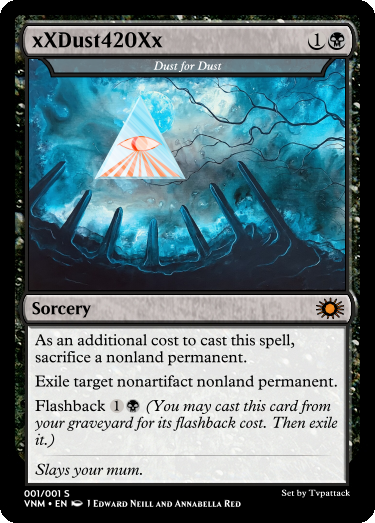 xXDust420Xx 1
Dust for Dust
Sorcery
As an additional cost to cast this spell,
sacrifice a nonland permanent.
Exile target nonartifact nonland permanent.
Flashback 1 (You may cast this card from
your graveyard for its flashback cost. Then exile
it.)
Slays your mum.
001/001 S
Set by Tvpattack
VNM • EN J Edward Neill and Annabella Red